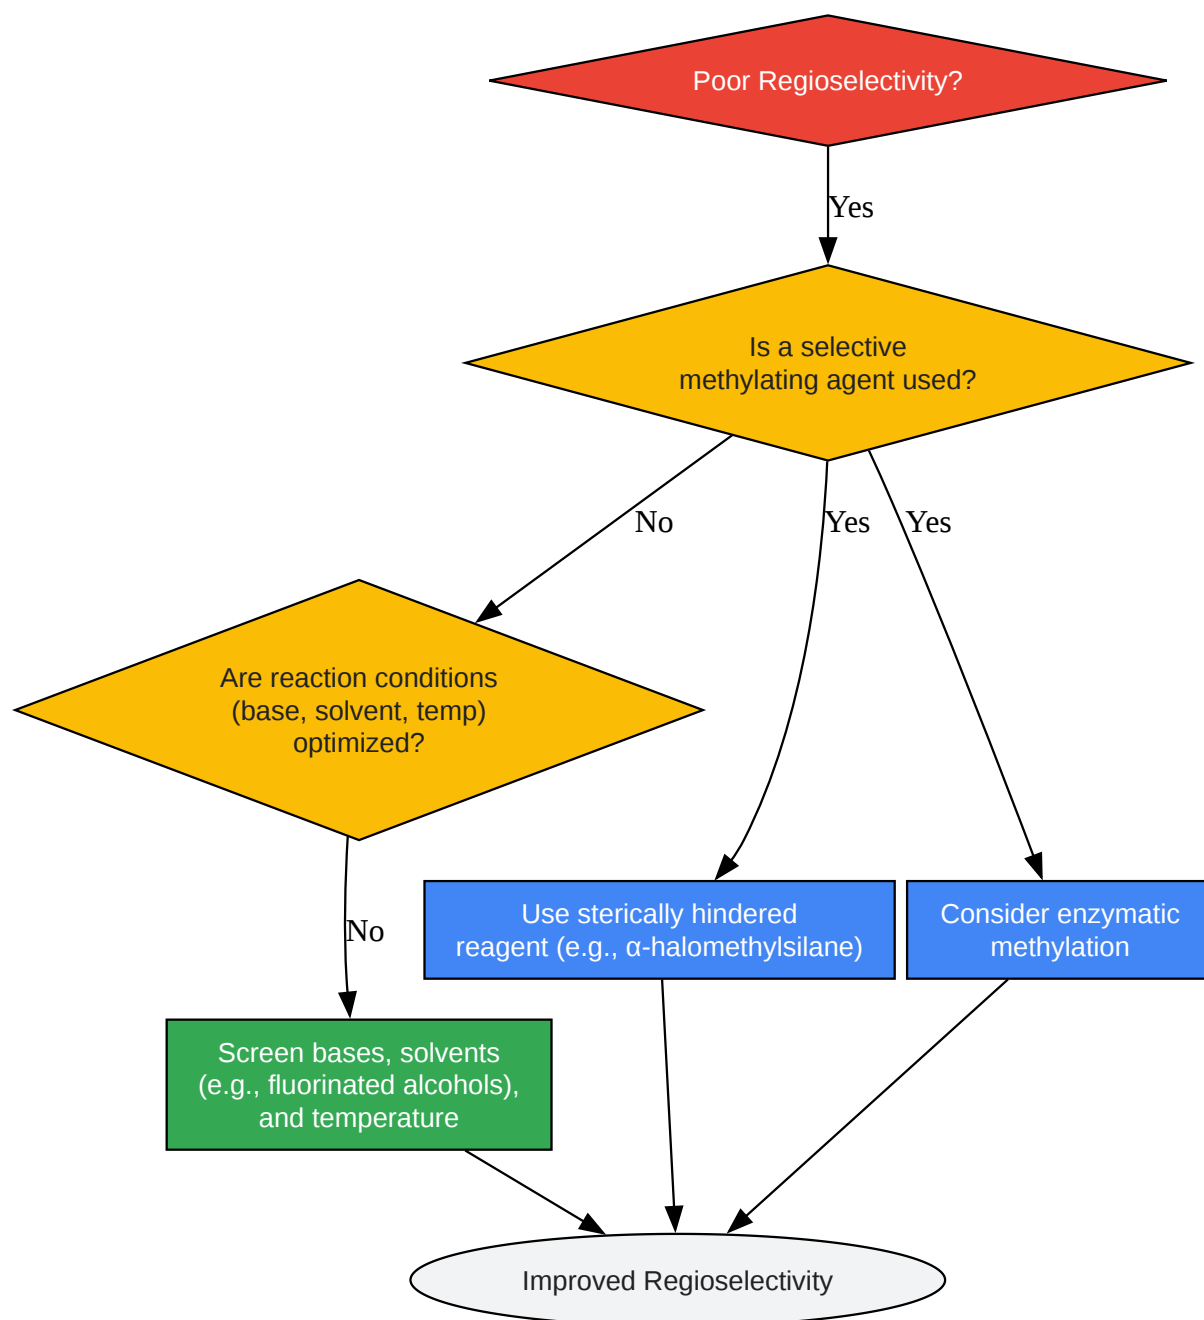 Poor Regioselectivity?
Yes
Is a selective
methylating agent used?
No
Yes
Yes
Are reaction conditions
(base, solvent, temp)
optimized?
No
Use sterically hindered
reagent (e.g., α-halomethylsilane)
Consider enzymatic
methylation
Screen bases, solvents
(e.g., fluorinated alcohols),
and temperature
Improved Regioselectivity